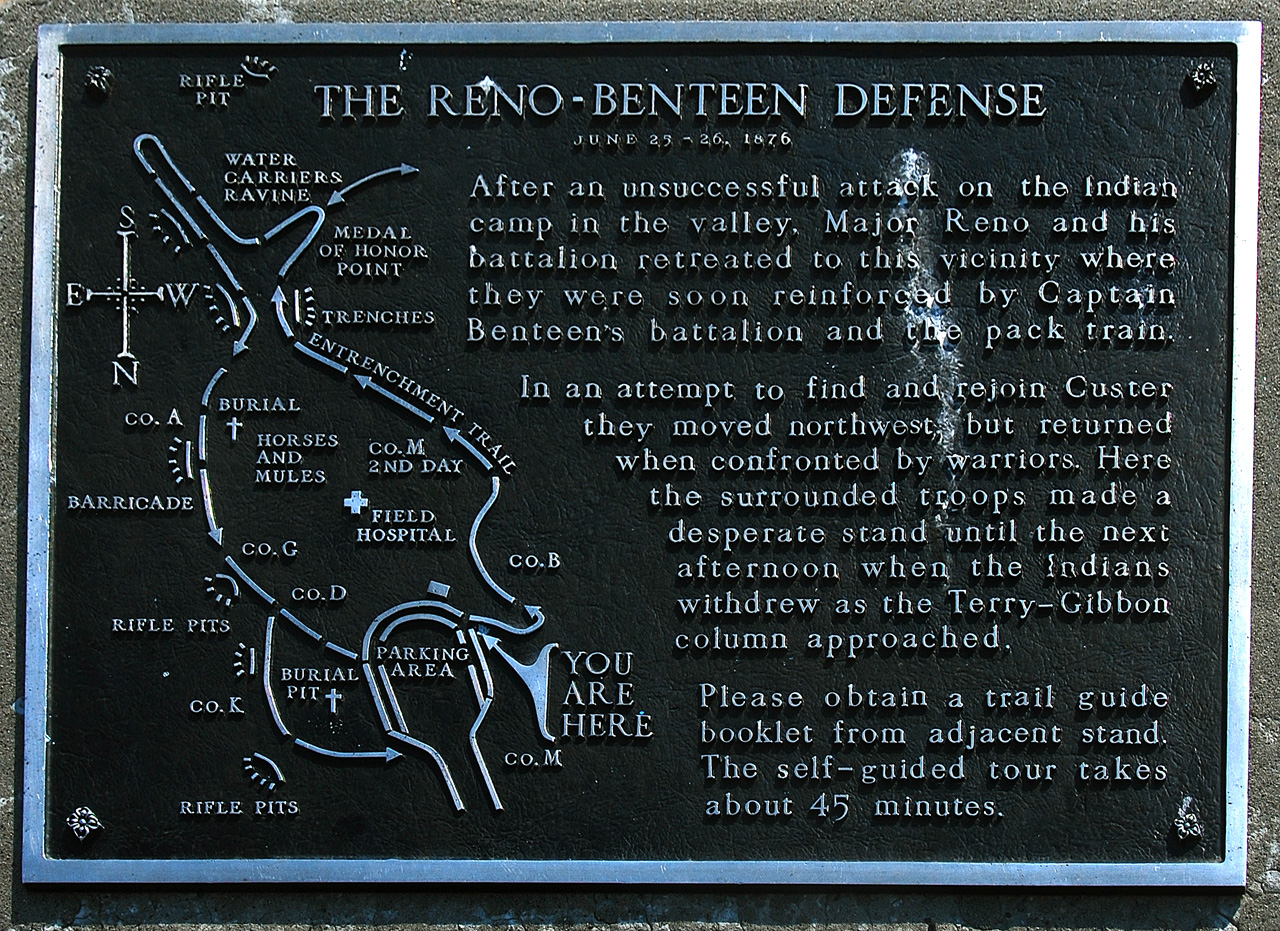 THE RENO-BENTEEN DEFENSE
JUNE 25-26, 1876
After an unsuccessful attack on the Indian
camp in the valley, Major Reno and his
battalion retreated to this vicinity where
they were soon reinforced by Captain
Benteen's battalion and the pack train.
In an attempt to find and rejoin Custer
they moved northwest, but returned
when confronted by warriors. Here
the surrounded troops made a
desperate stand until the next
afternoon when the Indians
withdrew as the Terry-Gibbon
column approached.
Please obtain a trail guide
booklet from adjacent stand.
The self-guided tour takes
about 45 minutes.
RIFLE
PIT
WATER
CARRIERS
RAVINE
MEDAL
OF HONOR
POINT
S
E W
N
TRENCHES
ENTRENCHMENT TRAIL
CO. A
BURIAL
HORSES
AND
MULES
CO. M
2ND DAY
BARRICADE
FIELD
HOSPITAL
CO. G
CO. B
CO. D
RIFLE PITS
PARKING
AREA
BURIAL
PIT
YOU
ARE
HERE
CO. K
CO. M
RIFLE PITS